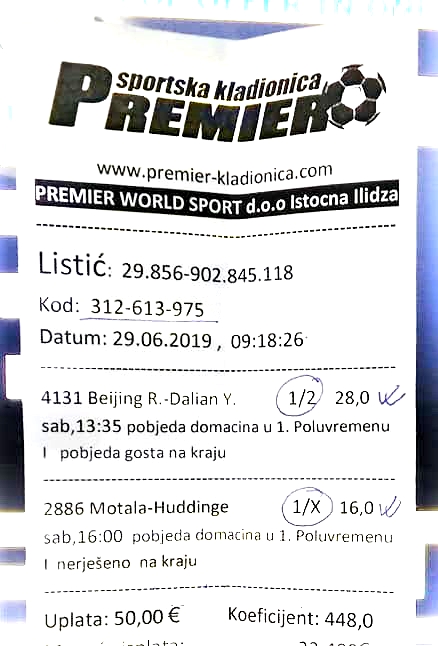 sportska kladionica
PREMIER
www.premier-kladionica.com
PREMIER WORLD SPORT d.o.o Istocna Ilidza
Listić: 29.856-902.845.118
Kod: 312-613-975
Datum: 29.06.2019 , 09:18:26
4131 Beijing R.-Dalian Y. 1/2 28,0
sab,13:35 pobjeda domacina u 1. Poluvremenu
I pobjeda gosta na kraju
2886 Motala-Huddinge 1/X 16,0
sab,16:00 pobjeda domacina u 1. Poluvremenu
I nerješeno na kraju
Uplata: 50,00 € Koeficijent: 448,0